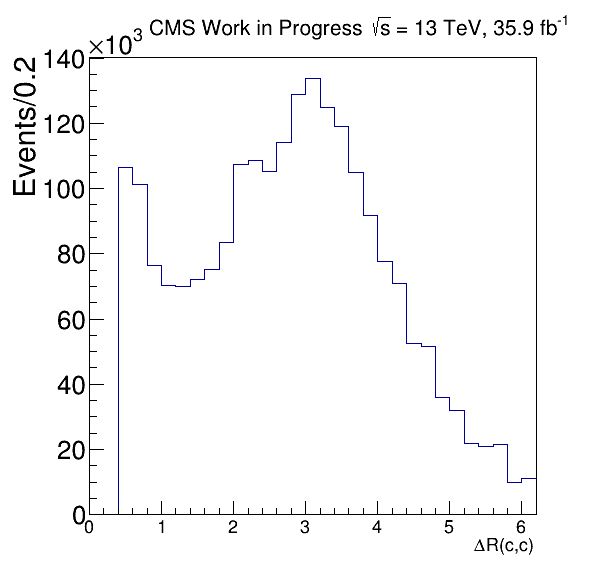 ×10³ CMS Work in Progress √s = 13 TeV, 35.9 fb⁻¹
Events/0.2
140
120
100
80
60
40
20
0
0 1 2 3 4 5 6
ΔR(c,c)